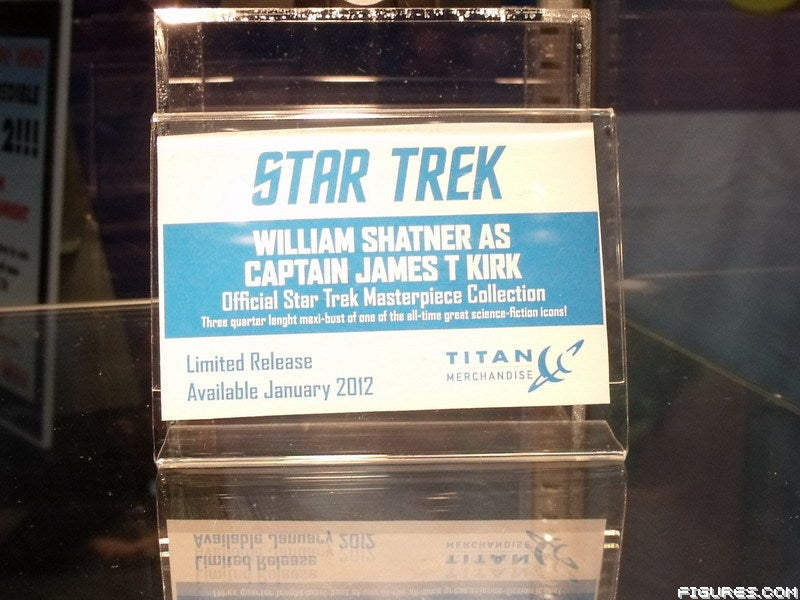 STAR TREK
WILLIAM SHATNER AS
CAPTAIN JAMES T KIRK
Official Star Trek Masterpiece Collection
Three quarter lenght maxi-bust of one of the all-time great science-fiction icons!
Limited Release
Available January 2012
TITAN
MERCHANDISE
2!!!
FIGURES.COM